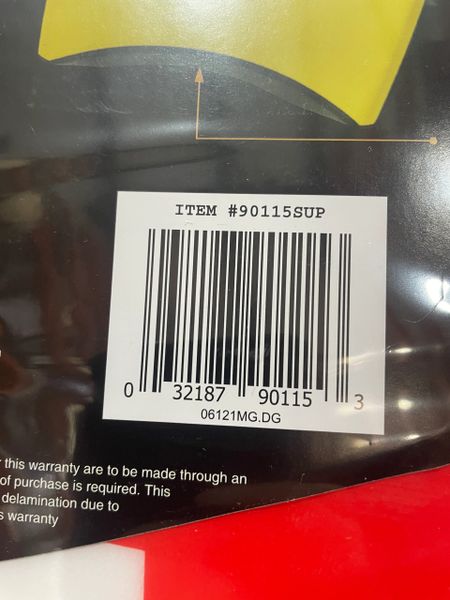 ITEM #90115SUP
0 32187 90115 3
06121MG.DG
this warranty are to be made through an
of purchase is required. This
delamination due to
warranty